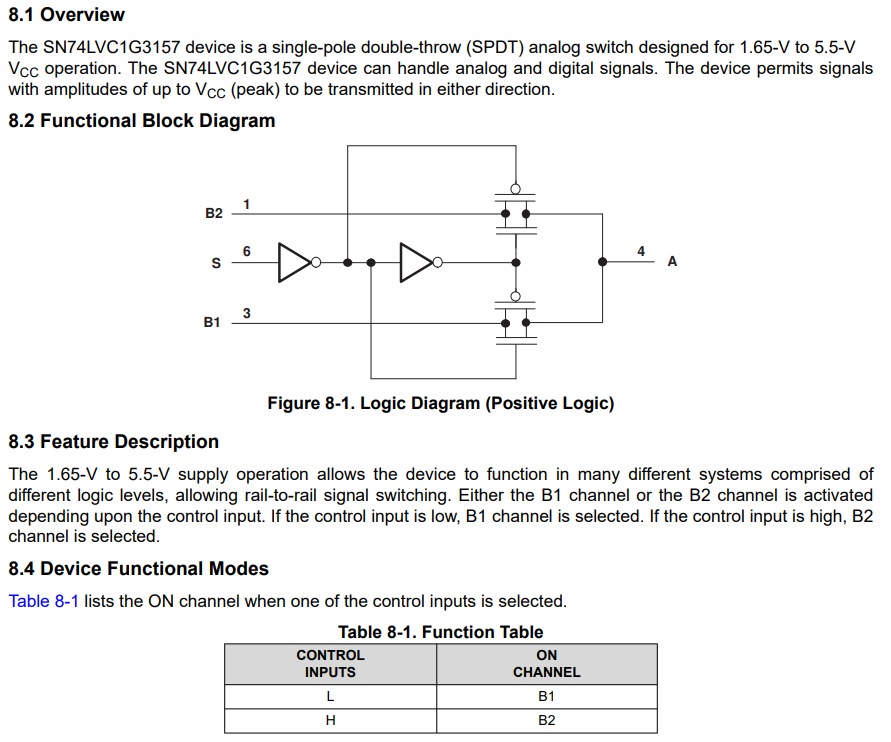 8.1 Overview
The SN74LVC1G3157 device is a single-pole double-throw (SPDT) analog switch designed for 1.65-V to 5.5-V
VCC operation. The SN74LVC1G3157 device can handle analog and digital signals. The device permits signals
with amplitudes of up to VCC (peak) to be transmitted in either direction.
8.2 Functional Block Diagram
B2 1
S 6
4 A
B1 3
Figure 8-1. Logic Diagram (Positive Logic)
8.3 Feature Description
The 1.65-V to 5.5-V supply operation allows the device to function in many different systems comprised of
different logic levels, allowing rail-to-rail signal switching. Either the B1 channel or the B2 channel is activated
depending upon the control input. If the control input is low, B1 channel is selected. If the control input is high, B2
channel is selected.
8.4 Device Functional Modes
Table 8-1 lists the ON channel when one of the control inputs is selected.
Table 8-1. Function Table
CONTROL
INPUTS
ON
CHANNEL
L B1
H B2